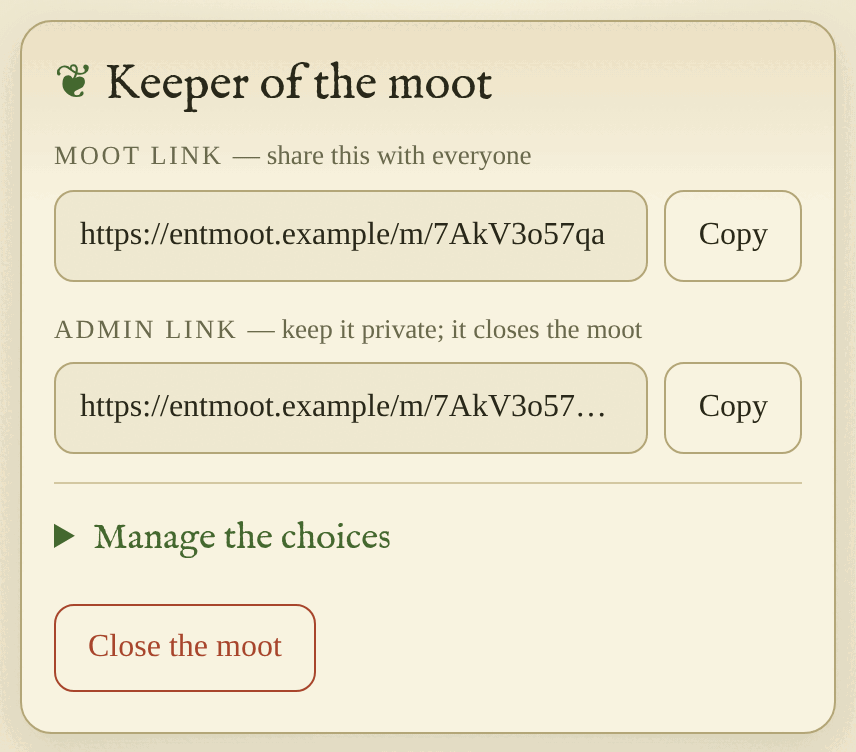 ❦ Keeper of the moot
MOOT LINK — share this with everyone
https://entmoot.example/m/7AkV3o57qa
Copy
ADMIN LINK — keep it private; it closes the moot
https://entmoot.example/m/7AkV3o57…
Copy
Manage the choices
Close the moot